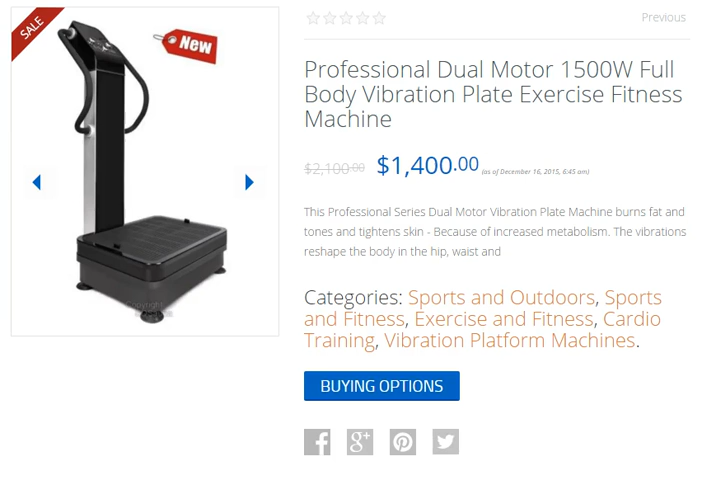 SALE
New
Copyright
Previous
Professional Dual Motor 1500W Full
Body Vibration Plate Exercise Fitness
Machine
$2,100.00 $1,400.00 (as of December 16, 2015, 6:45 am)
This Professional Series Dual Motor Vibration Plate Machine burns fat and
tones and tightens skin - Because of increased metabolism. The vibrations
reshape the body in the hip, waist and
Categories: Sports and Outdoors, Sports
and Fitness, Exercise and Fitness, Cardio
Training, Vibration Platform Machines.
BUYING OPTIONS